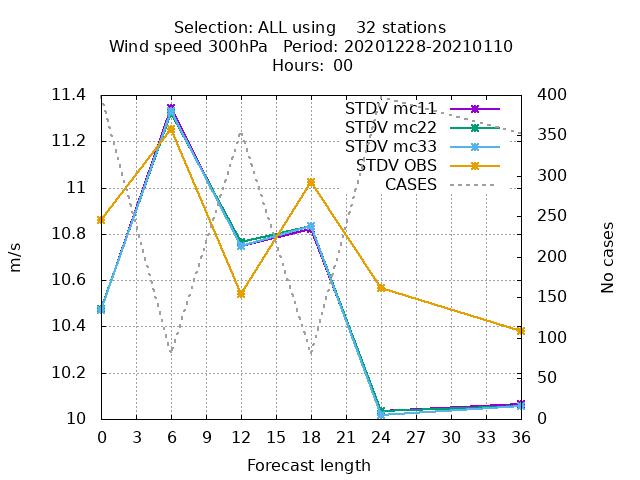 Selection: ALL using 32 stations
Wind speed 300hPa Period: 20201228-20210110
Hours: 00
11.4
11.2
11
10.8
10.6
10.4
10.2
10
m/s
400
350
300
250
200
150
100
50
0
No cases
STDV mc11
STDV mc22
STDV mc33
STDV OBS
CASES
0 3 6 9 12 15 18 21 24 27 30 33 36
Forecast length